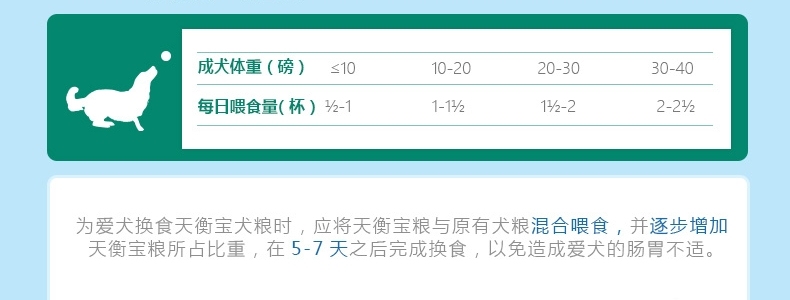 成犬体重（磅） ≤10 10-20 20-30 30-40
每日喂食量(杯) ½-1 1-1½ 1½-2 2-2½
为爱犬换食天衡宝犬粮时，应将天衡宝粮与原有犬粮混合喂食，并逐步增加
天衡宝粮所占比重，在 5-7 天之后完成换食，以免造成爱犬的肠胃不适。